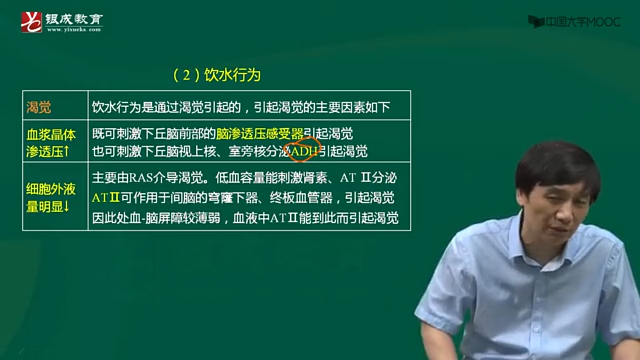 银成教育
www.yixueks.com
中国大学MOOC
（2）饮水行为
渴觉
饮水行为是通过渴觉引起的，引起渴觉的主要因素如下
血浆晶体
渗透压↑
既可刺激下丘脑前部的脑渗透压感受器引起渴觉
也可刺激下丘脑视上核、室旁核分泌ADH引起渴觉
细胞外液
量明显↓
主要由RAS介导渴觉。低血容量能刺激肾素、AT Ⅱ分泌
ATⅡ可作用于间脑的穹窿下器、终板血管器，引起渴觉
因此处血-脑屏障较薄弱，血液中ATⅡ能到此而引起渴觉